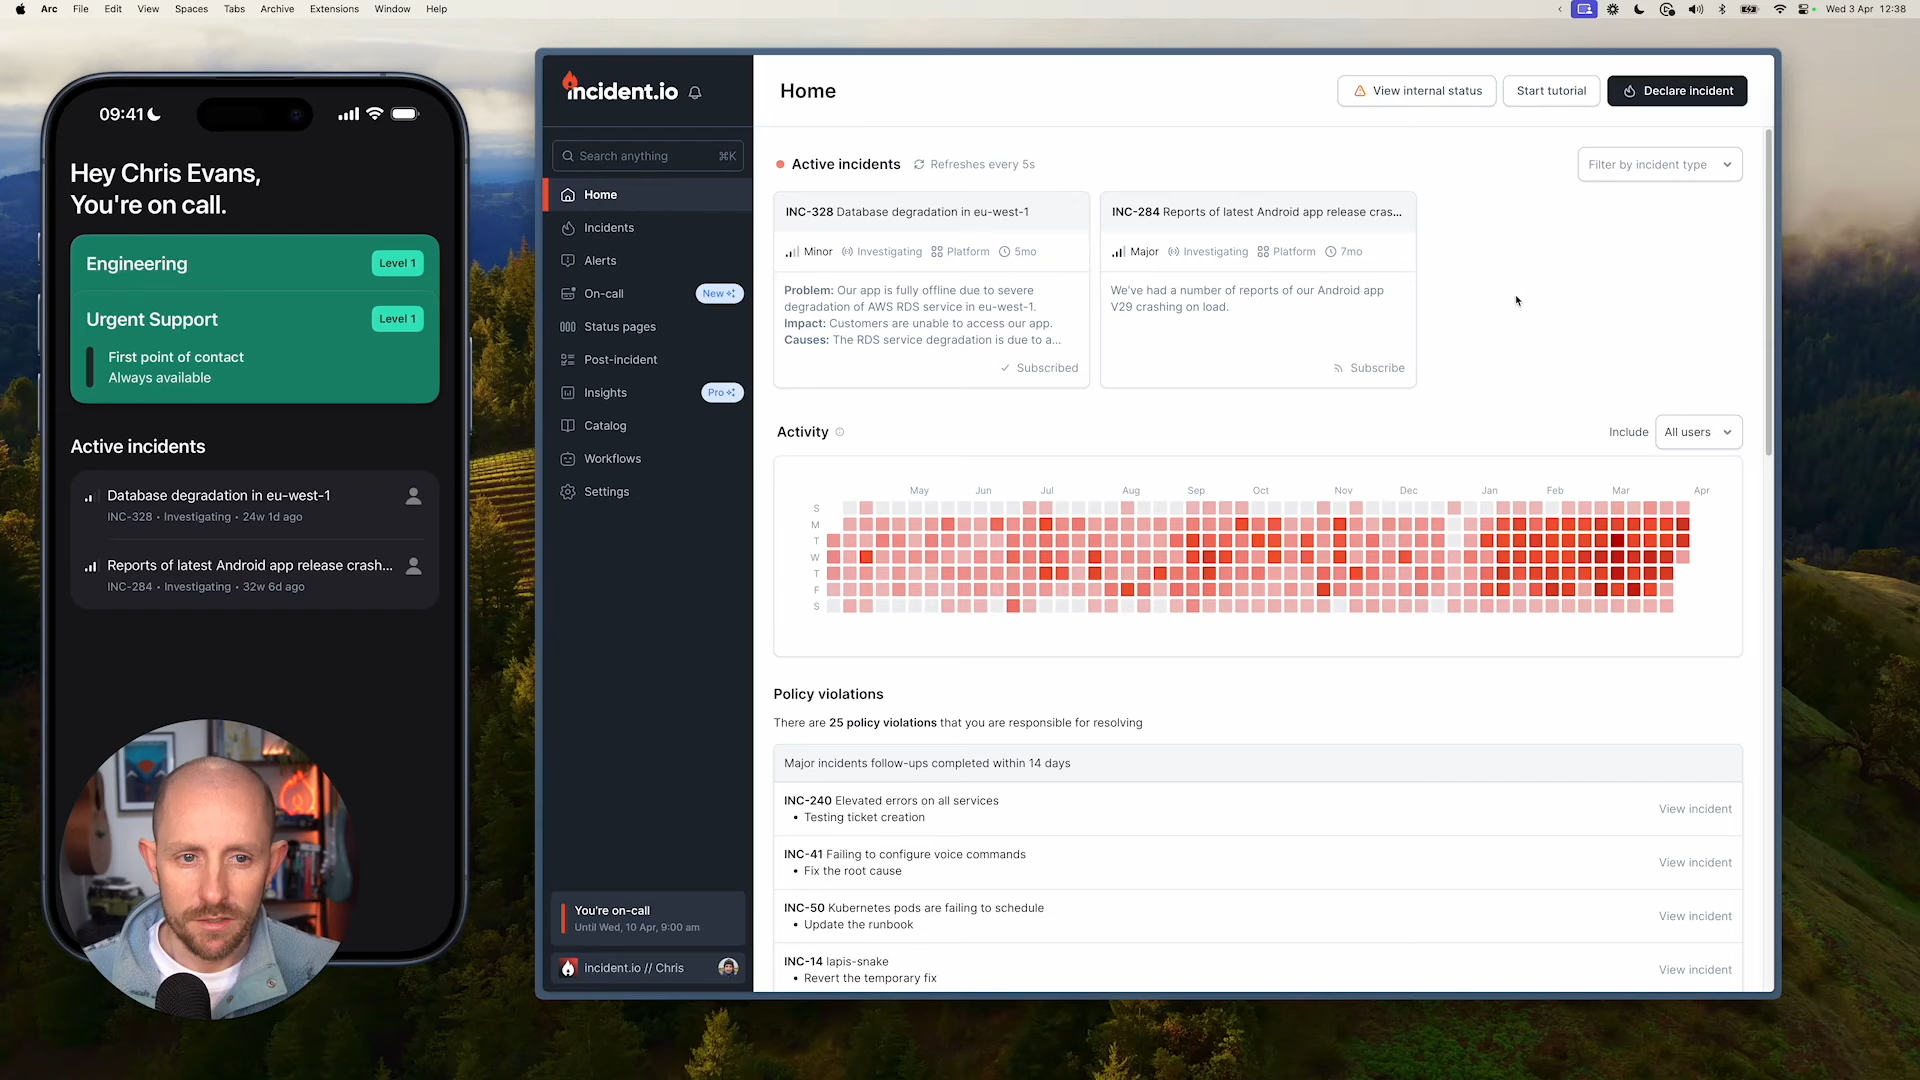 Arc File Edit View Spaces Tabs Archive Extensions Window Help
Wed 3 Apr 12:38
09:41
Hey Chris Evans,
You're on call.
Engineering Level 1
Urgent Support Level 1
First point of contact
Always available
Active incidents
Database degradation in eu-west-1
INC-328 • Investigating • 24w 1d ago
Reports of latest Android app release crash...
INC-284 • Investigating • 32w 6d ago
incident.io
Search anything ⌘K
Home
Incidents
Alerts
On-call New
Status pages
Post-incident
Insights Pro
Catalog
Workflows
Settings
You're on-call
Until Wed, 10 Apr, 9:00 am
incident.io // Chris
Home
View internal status
Start tutorial
Declare incident
Active incidents Refreshes every 5s
Filter by incident type
INC-328 Database degradation in eu-west-1
Minor Investigating Platform 5mo
Problem: Our app is fully offline due to severe
degradation of AWS RDS service in eu-west-1.
Impact: Customers are unable to access our app.
Causes: The RDS service degradation is due to a...
Subscribed
INC-284 Reports of latest Android app release cras...
Major Investigating Platform 7mo
We've had a number of reports of our Android app
V29 crashing on load.
Subscribe
Activity
Include All users
May Jun Jul Aug Sep Oct Nov Dec Jan Feb Mar Apr
S
M
T
W
T
F
S
Policy violations
There are 25 policy violations that you are responsible for resolving
Major incidents follow-ups completed within 14 days
INC-240 Elevated errors on all services
• Testing ticket creation
View incident
INC-41 Failing to configure voice commands
• Fix the root cause
View incident
INC-50 Kubernetes pods are failing to schedule
• Update the runbook
View incident
INC-14 lapis-snake
• Revert the temporary fix
View incident